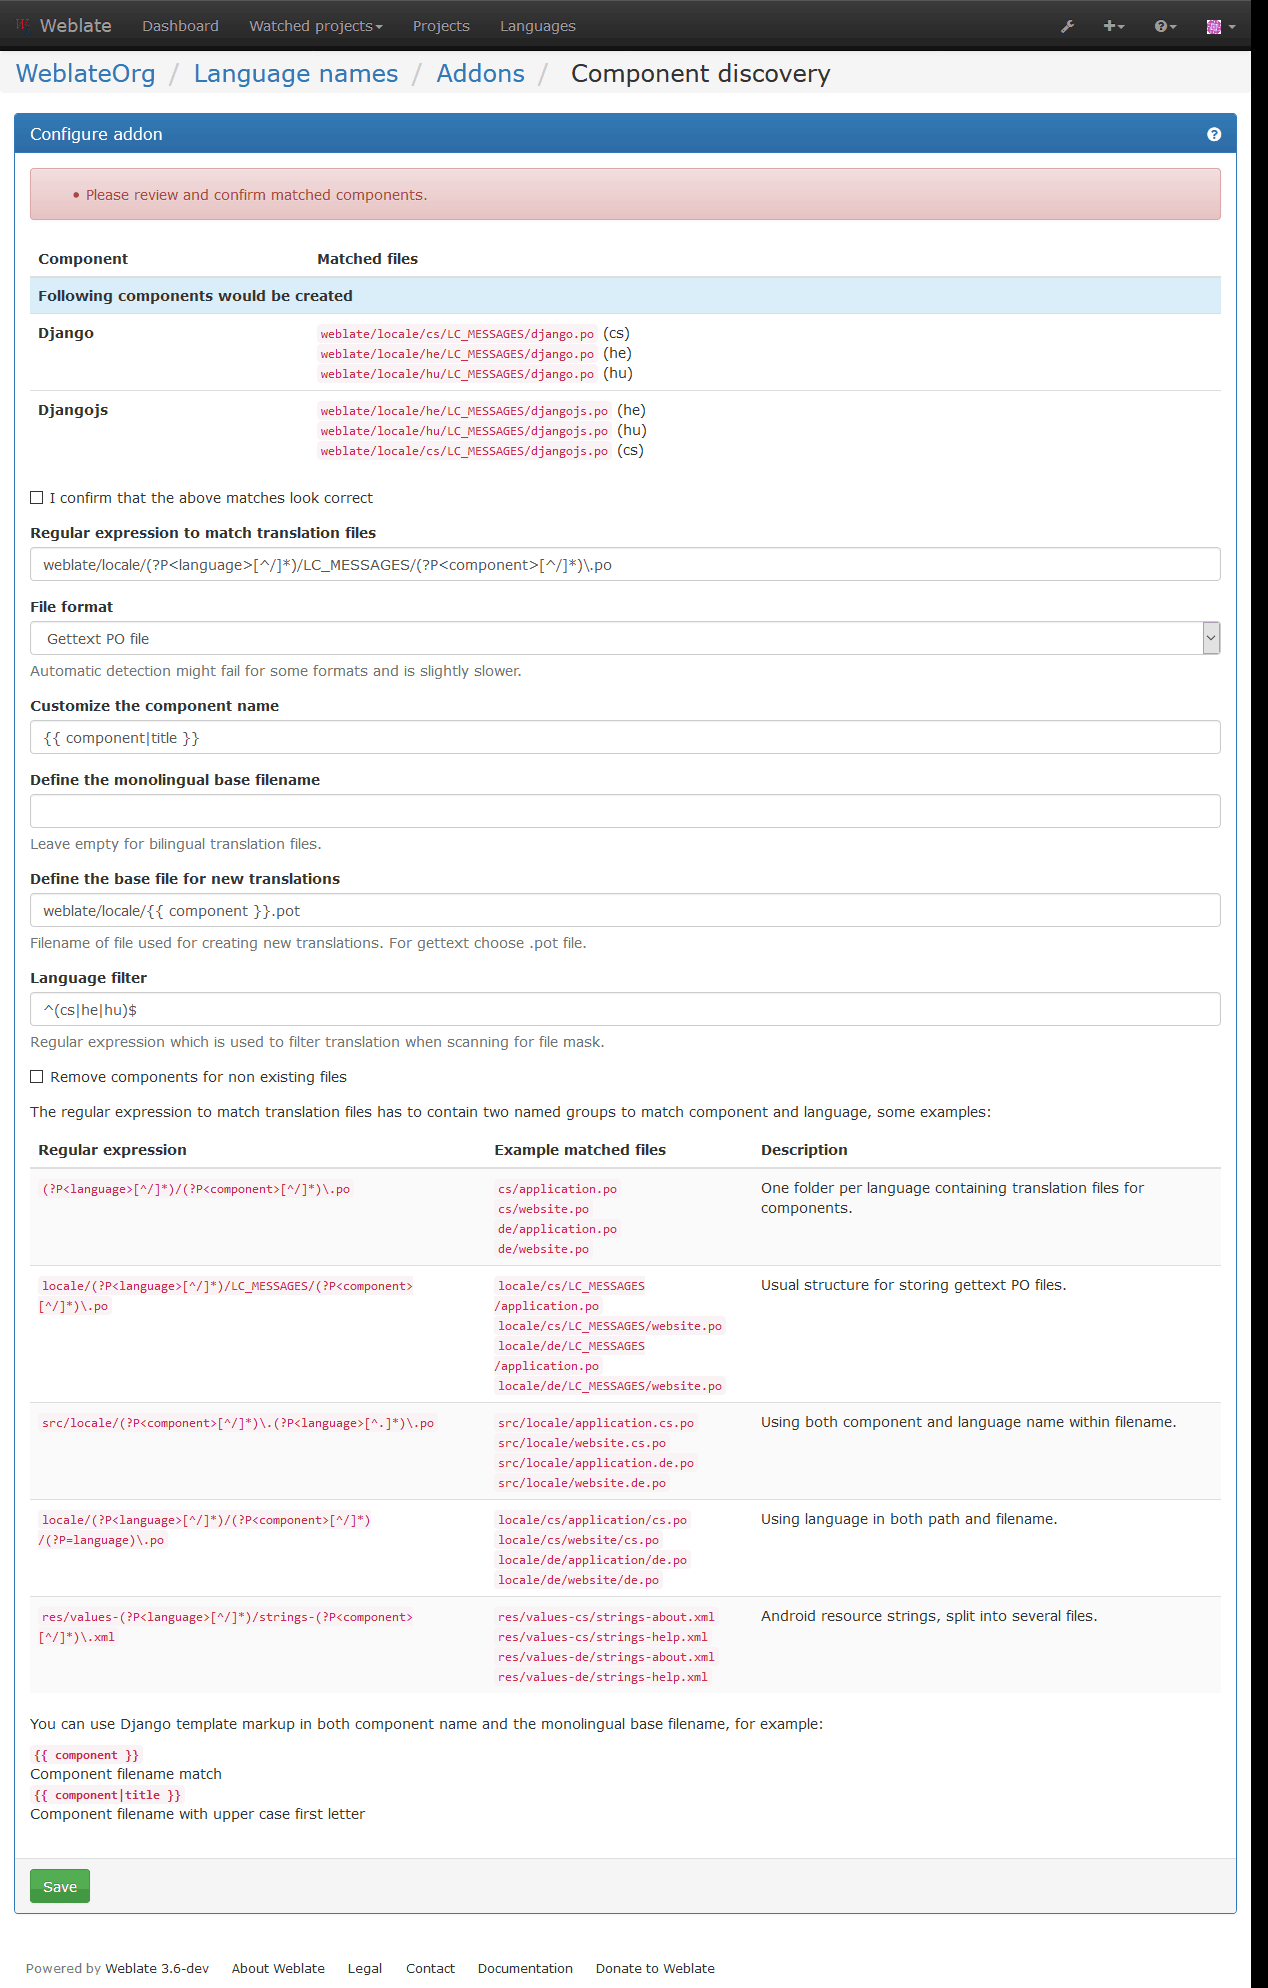 Weblate Dashboard Watched projects Projects Languages
WeblateOrg / Language names / Addons / Component discovery
Configure addon
• Please review and confirm matched components.
Component Matched files
Following components would be created
Django weblate/locale/cs/LC_MESSAGES/django.po (cs)
weblate/locale/he/LC_MESSAGES/django.po (he)
weblate/locale/hu/LC_MESSAGES/django.po (hu)
Djangojs weblate/locale/he/LC_MESSAGES/djangojs.po (he)
weblate/locale/hu/LC_MESSAGES/djangojs.po (hu)
weblate/locale/cs/LC_MESSAGES/djangojs.po (cs)
I confirm that the above matches look correct
Regular expression to match translation files
weblate/locale/(?P<language>[^/]*)/LC_MESSAGES/(?P<component>[^/]*)\.po
File format
Gettext PO file
Automatic detection might fail for some formats and is slightly slower.
Customize the component name
{{ component|title }}
Define the monolingual base filename
Leave empty for bilingual translation files.
Define the base file for new translations
weblate/locale/{{ component }}.pot
Filename of file used for creating new translations. For gettext choose .pot file.
Language filter
^(cs|he|hu)$
Regular expression which is used to filter translation when scanning for file mask.
Remove components for non existing files
The regular expression to match translation files has to contain two named groups to match component and language, some examples:
Regular expression Example matched files Description
(?P<language>[^/]*)/(?P<component>[^/]*)\.po cs/application.po One folder per language containing translation files for
cs/website.po components.
de/application.po
de/website.po
locale/(?P<language>[^/]*)/LC_MESSAGES/(?P<component> locale/cs/LC_MESSAGES Usual structure for storing gettext PO files.
[^/]*)\.po /application.po
locale/cs/LC_MESSAGES/website.po
locale/de/LC_MESSAGES
/application.po
locale/de/LC_MESSAGES/website.po
src/locale/(?P<component>[^/]*)\.(?P<language>[^.]*)\.po src/locale/application.cs.po Using both component and language name within filename.
src/locale/website.cs.po
src/locale/application.de.po
src/locale/website.de.po
locale/(?P<language>[^/]*)/(?P<component>[^/]*) locale/cs/application/cs.po Using language in both path and filename.
/(?P=language)\.po locale/cs/website/cs.po
locale/de/application/de.po
locale/de/website/de.po
res/values-(?P<language>[^/]*)/strings-(?P<component> res/values-cs/strings-about.xml Android resource strings, split into several files.
[^/]*)\.xml res/values-cs/strings-help.xml
res/values-de/strings-about.xml
res/values-de/strings-help.xml
You can use Django template markup in both component name and the monolingual base filename, for example:
{{ component }}
Component filename match
{{ component|title }}
Component filename with upper case first letter
Save
Powered by Weblate 3.6-dev About Weblate Legal Contact Documentation Donate to Weblate